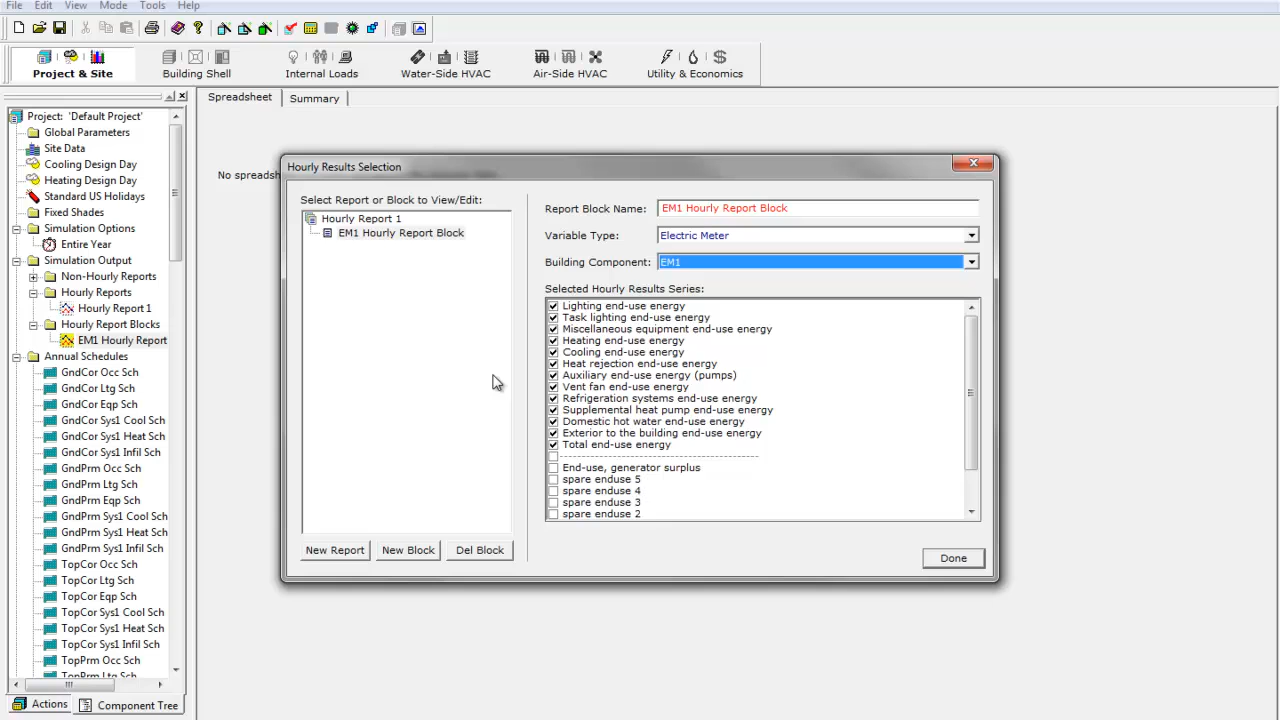 File Edit View Mode Tools Help
Project & Site Building Shell Internal Loads Water-Side HVAC Air-Side HVAC Utility & Economics
Spreadsheet Summary
Project: 'Default Project'
Global Parameters
Site Data
Cooling Design Day
Heating Design Day
Standard US Holidays
Fixed Shades
Simulation Options
Entire Year
Simulation Output
Non-Hourly Reports
Hourly Reports
Hourly Report 1
Hourly Report Blocks
EM1 Hourly Report
Annual Schedules
GndCor Occ Sch
GndCor Ltg Sch
GndCor Eqp Sch
GndCor Sys1 Cool Sch
GndCor Sys1 Heat Sch
GndCor Sys1 Infil Sch
GndPrm Occ Sch
GndPrm Ltg Sch
GndPrm Eqp Sch
GndPrm Sys1 Cool Sch
GndPrm Sys1 Heat Sch
GndPrm Sys1 Infil Sch
TopCor Occ Sch
TopCor Ltg Sch
TopCor Eqp Sch
TopCor Sys1 Cool Sch
TopCor Sys1 Heat Sch
TopCor Sys1 Infil Sch
TopPrm Occ Sch
TopPrm Ltg Sch
Actions Component Tree
No spreadsh
Hourly Results Selection
Select Report or Block to View/Edit:
Hourly Report 1
EM1 Hourly Report Block
New Report New Block Del Block
Report Block Name: EM1 Hourly Report Block
Variable Type: Electric Meter
Building Component: EM1
Selected Hourly Results Series:
Lighting end-use energy
Task lighting end-use energy
Miscellaneous equipment end-use energy
Heating end-use energy
Cooling end-use energy
Heat rejection end-use energy
Auxiliary end-use energy (pumps)
Vent fan end-use energy
Refrigeration systems end-use energy
Supplemental heat pump end-use energy
Domestic hot water end-use energy
Exterior to the building end-use energy
Total end-use energy
----------------------------------------
End-use, generator surplus
spare enduse 5
spare enduse 4
spare enduse 3
spare enduse 2
Done